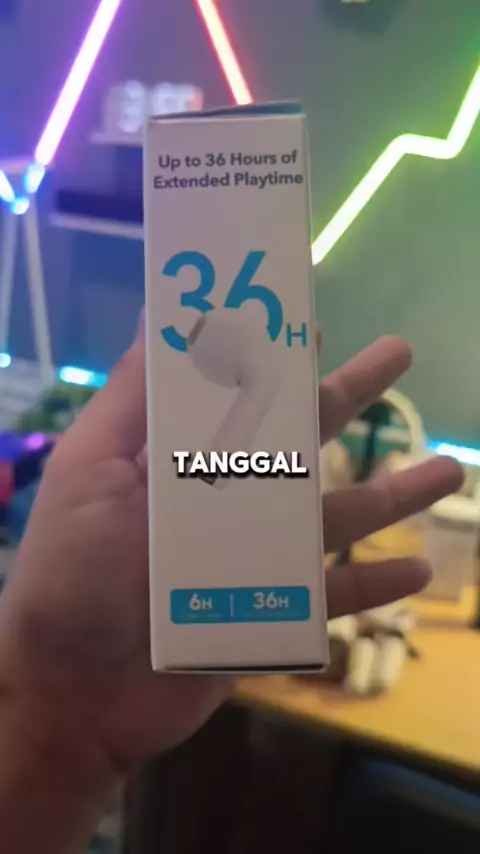 Up to 36 Hours of
Extended Playtime
36H
TANGGAL
6H | 36H